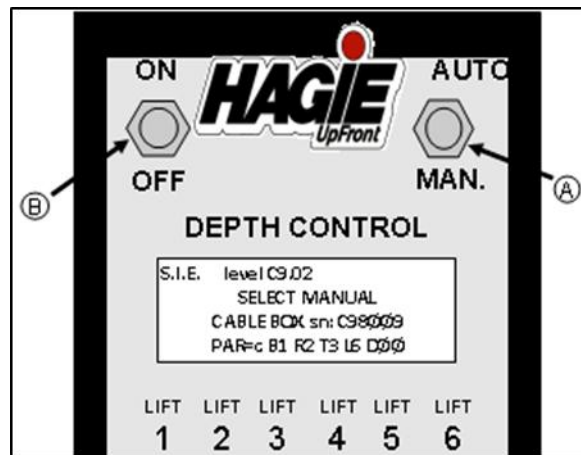 ON
HAGIE
AUTO
UpFront
B
A
OFF
MAN.
DEPTH CONTROL
S.I.E. level C9.02
SELECT MANUAL
CABLE BOX sn: C98ØØ9
PAR=c B1 R2 T3 L6 DØØ
LIFT LIFT LIFT LIFT LIFT LIFT
1 2 3 4 5 6